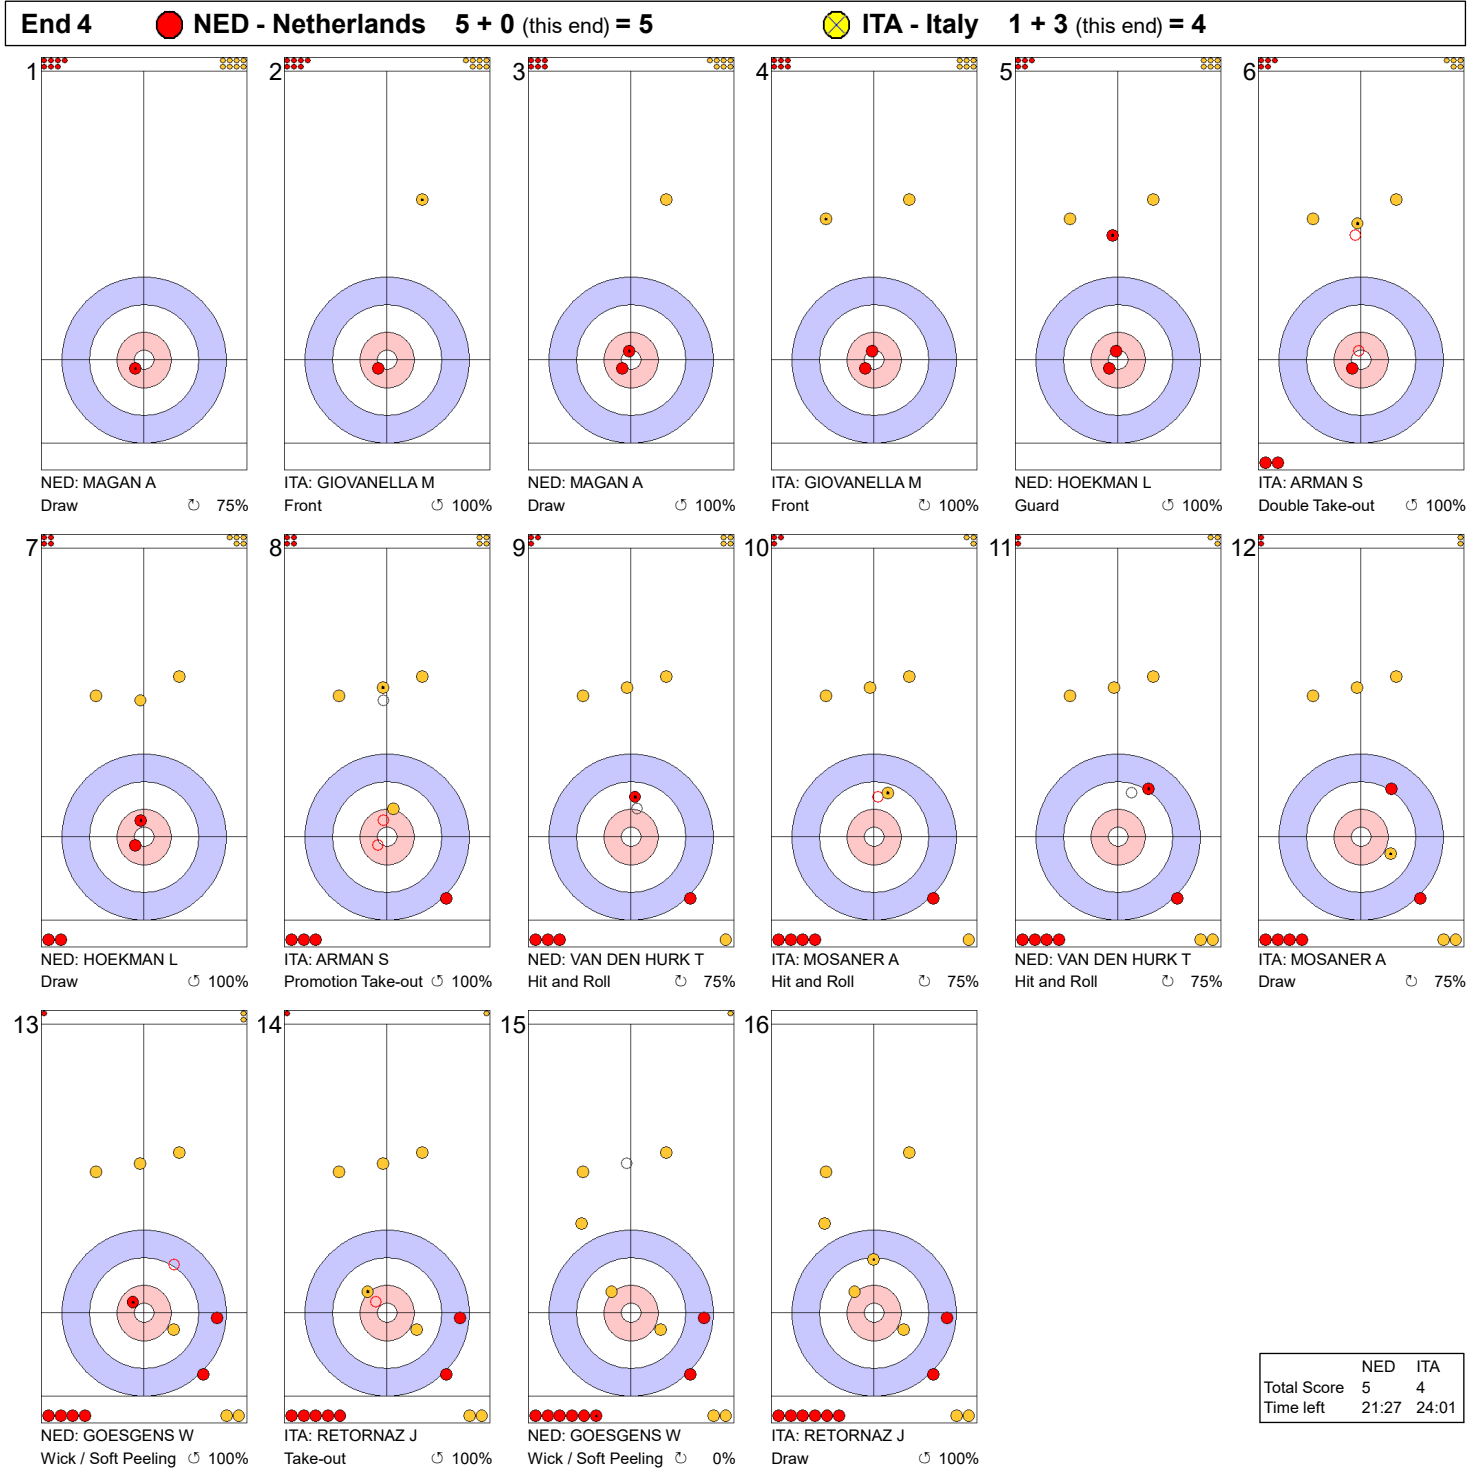 End 4 NED - Netherlands 5 + 0 (this end) = 5 ITA - Italy 1 + 3 (this end) = 4
1 2 3 4 5 6
NED: MAGAN A ITA: GIOVANELLA M NED: MAGAN A ITA: GIOVANELLA M NED: HOEKMAN L ITA: ARMAN S
Draw ↻ 75% Front ↺ 100% Draw ↺ 100% Front ↺ 100% Guard ↺ 100% Double Take-out ↺ 100%
7 8 9 10 11 12
NED: HOEKMAN L ITA: ARMAN S NED: VAN DEN HURK T ITA: MOSANER A NED: VAN DEN HURK T ITA: MOSANER A
Draw ↺ 100% Promotion Take-out ↺ 100% Hit and Roll ↻ 75% Hit and Roll ↻ 75% Hit and Roll ↻ 75% Draw ↻ 75%
13 14 15 16
NED: GOESGENS W ITA: RETORNAZ J NED: GOESGENS W ITA: RETORNAZ J
Wick / Soft Peeling ↺ 100% Take-out ↺ 100% Wick / Soft Peeling ↻ 0% Draw ↺ 100%
NED ITA
Total Score 5 4
Time left 21:27 24:01